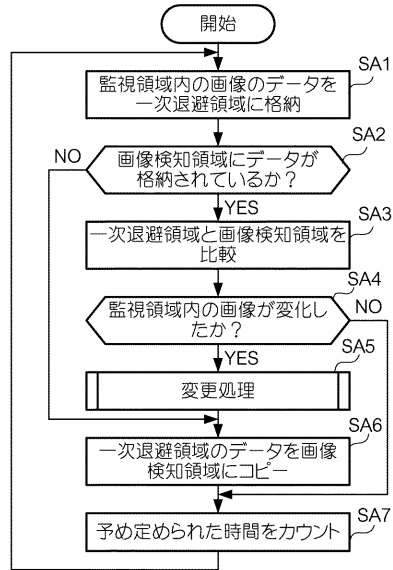 開始
SA1
監視領域内の画像のデータを
一次退避領域に格納
SA2
画像検知領域にデータが
格納されているか？
NO
YES
SA3
一次退避領域と画像検知領域を
比較
SA4
監視領域内の画像が変化し
たか？
NO
YES
SA5
変更処理
SA6
一次退避領域のデータを画像
検知領域にコピー
SA7
予め定められた時間をカウント